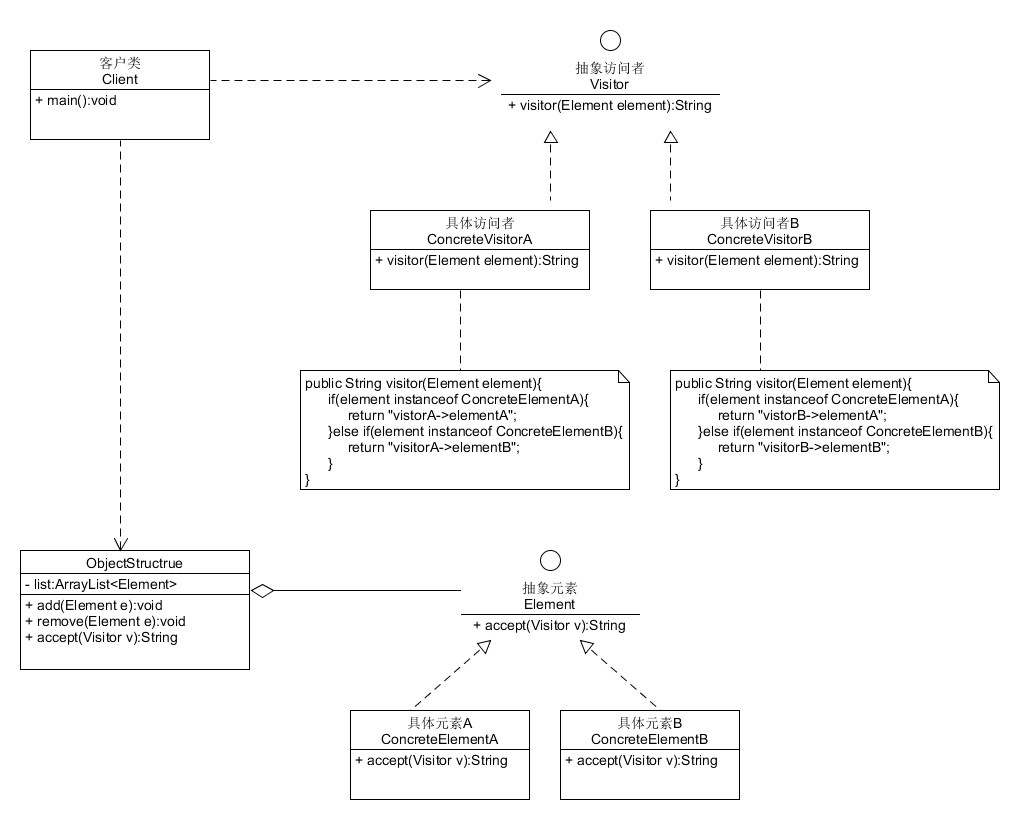 客户类
Client
+ main():void
抽象访问者
Visitor
+ visitor(Element element):String
具体访问者
ConcreteVisitorA
+ visitor(Element element):String
具体访问者B
ConcreteVisitorB
+ visitor(Element element):String
public String visitor(Element element){
if(element instanceof ConcreteElementA){
return "vistorA->elementA";
}else if(element instanceof ConcreteElementB){
return "visitorA->elementB";
}
}
public String visitor(Element element){
if(element instanceof ConcreteElementA){
return "vistorB->elementA";
}else if(element instanceof ConcreteElementB){
return "visitorB->elementB";
}
}
ObjectStructrue
- list:ArrayList<Element>
+ add(Element e):void
+ remove(Element e):void
+ accept(Visitor v):String
抽象元素
Element
+ accept(Visitor v):String
具体元素A
ConcreteElementA
+ accept(Visitor v):String
具体元素B
ConcreteElementB
+ accept(Visitor v):String